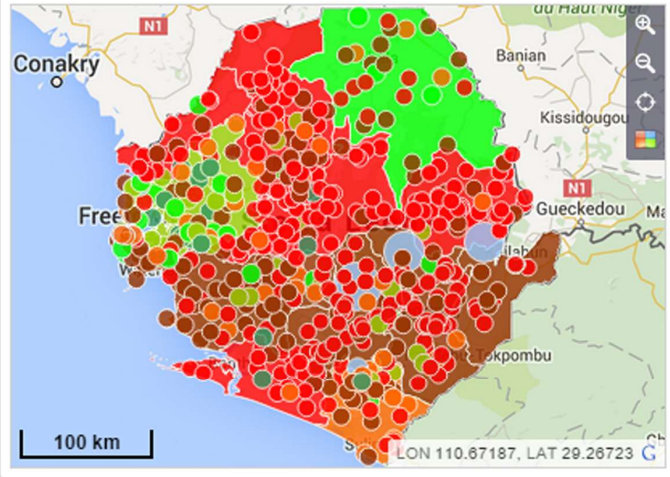 du Haut Niger
N1
Conakry
Banian
Kissidougou
N1
Gueckedou
Ma
Free
Tokpombu
100 km
LON 110.67187, LAT 29.26723 G